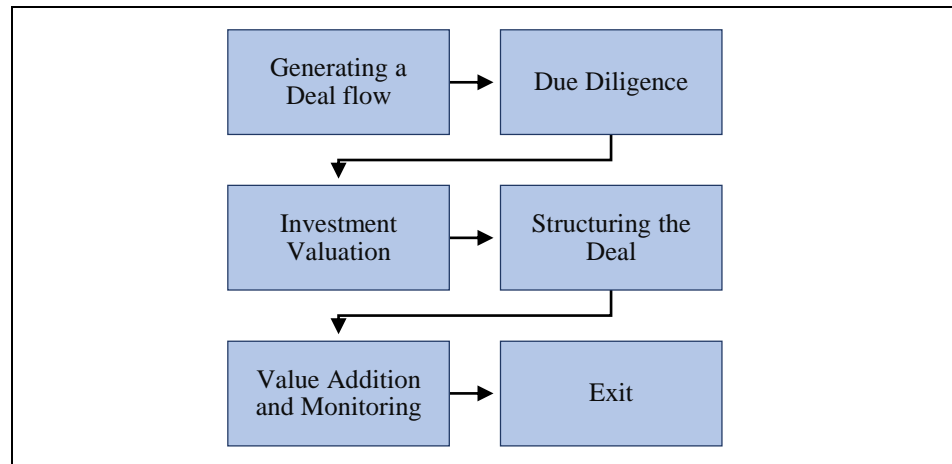 Generating a
Deal flow
Due Diligence
Investment
Valuation
Structuring the
Deal
Value Addition
and Monitoring
Exit